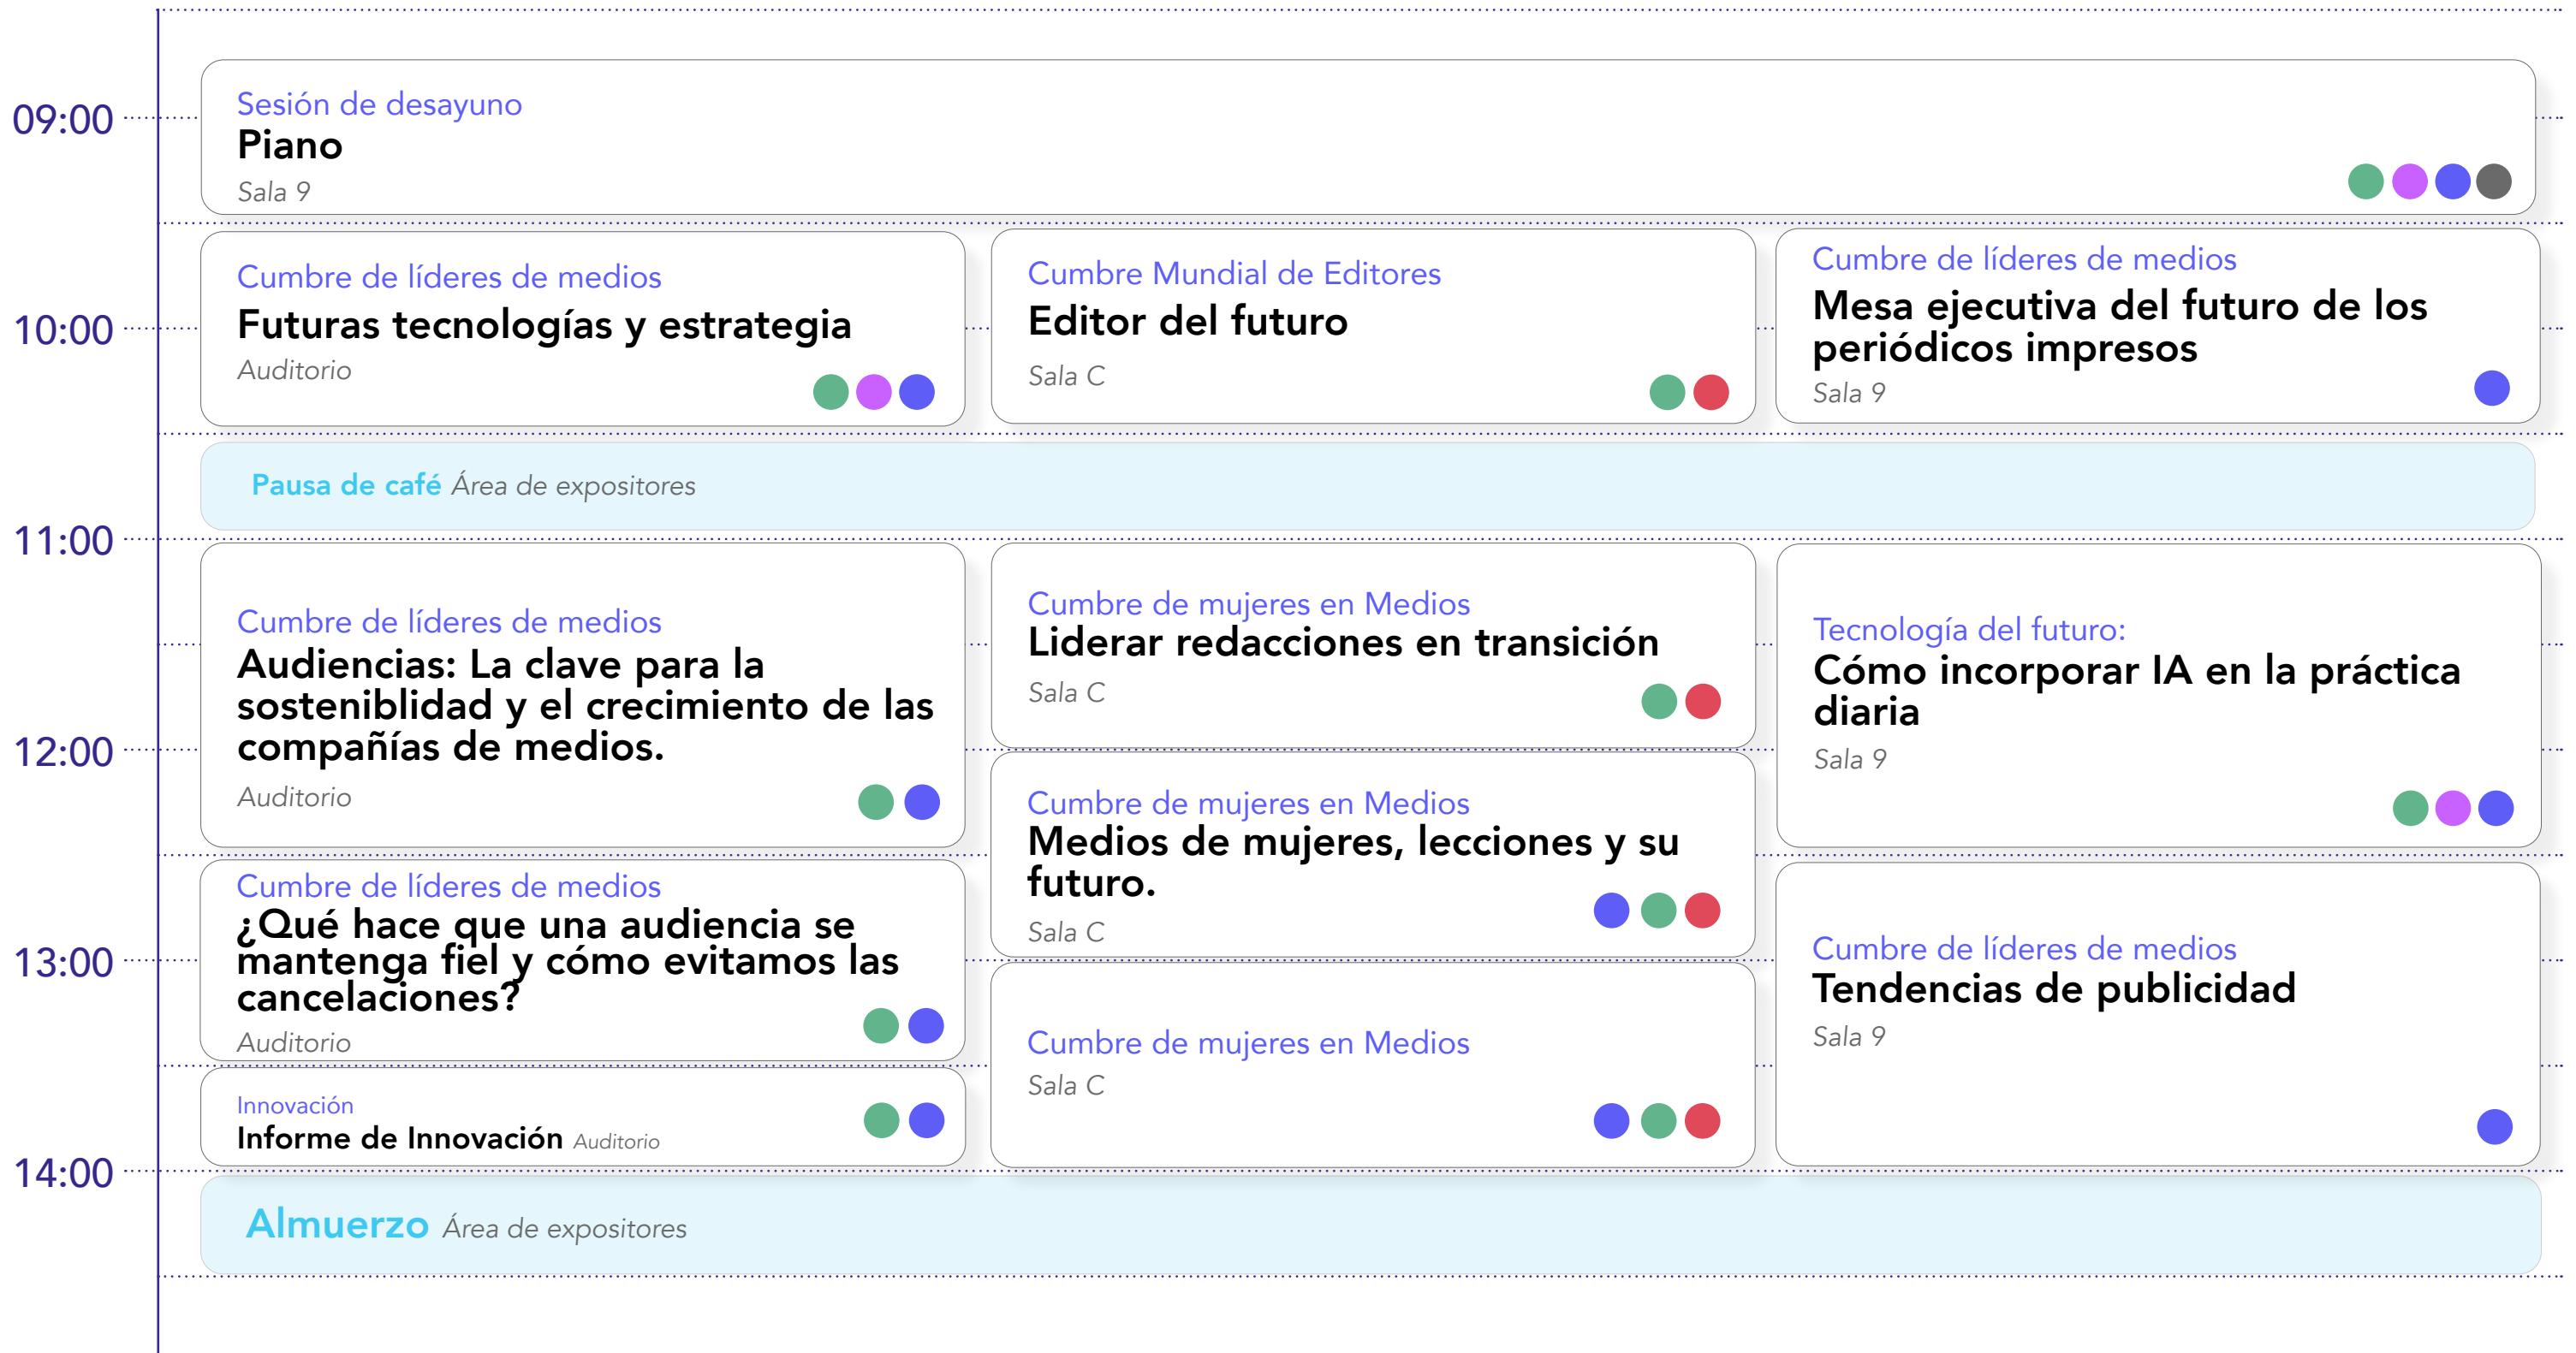 09:00
Sesión de desayuno
Piano
Sala 9
10:00
Cumbre de líderes de medios
Futuras tecnologías y estrategia
Auditorio
Cumbre Mundial de Editores
Editor del futuro
Sala C
Cumbre de líderes de medios
Mesa ejecutiva del futuro de los
periódicos impresos
Sala 9
Pausa de café Área de expositores
11:00
Cumbre de líderes de medios
Audiencias: La clave para la
sosteniblidad y el crecimiento de las
compañías de medios.
Auditorio
Cumbre de mujeres en Medios
Liderar redacciones en transición
Sala C
Tecnología del futuro:
Cómo incorporar IA en la práctica
diaria
Sala 9
12:00
Cumbre de mujeres en Medios
Medios de mujeres, lecciones y su
futuro.
Sala C
Cumbre de líderes de medios
¿Qué hace que una audiencia se
mantenga fiel y cómo evitamos las
cancelaciones?
Auditorio
13:00
Cumbre de mujeres en Medios
Sala C
Cumbre de líderes de medios
Tendencias de publicidad
Sala 9
Innovación
Informe de Innovación Auditorio
14:00
Almuerzo Área de expositores